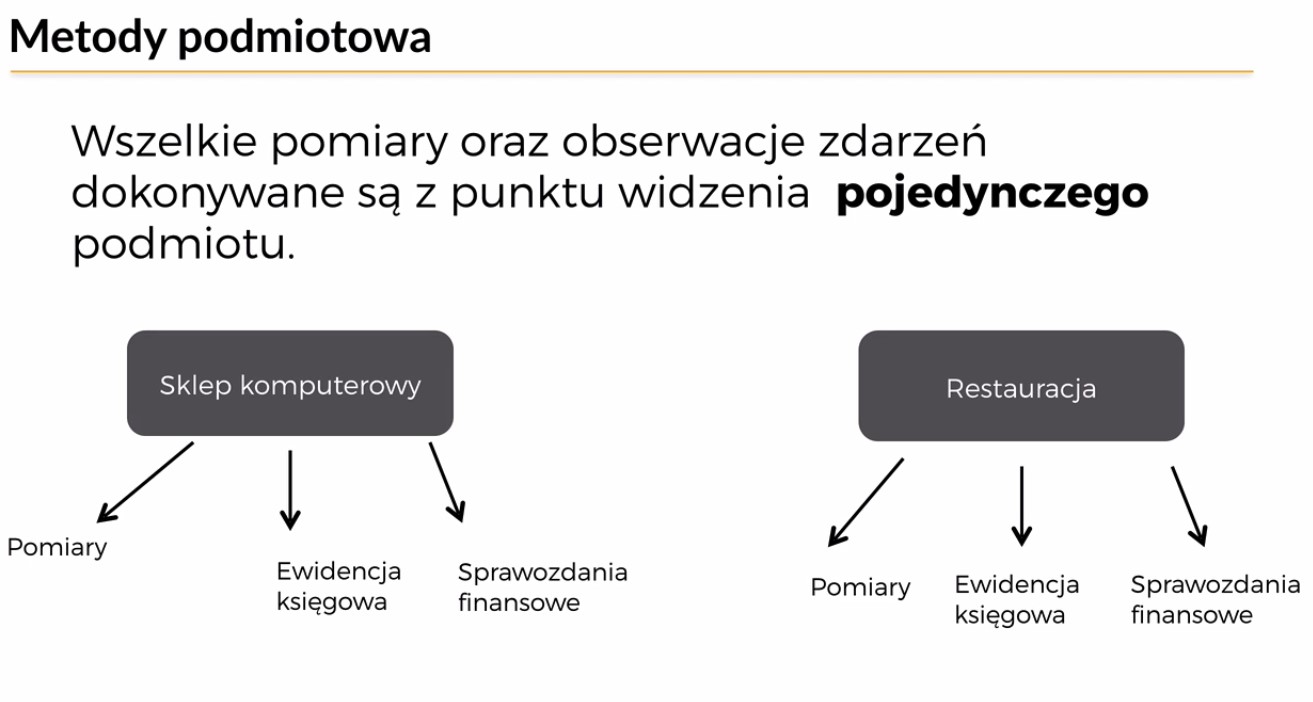 Metody podmiotowa
Wszelkie pomiary oraz obserwacje zdarzeń
dokonywane są z punktu widzenia pojedynczego
podmiotu.
Sklep komputerowy
Restauracja
Pomiary
Ewidencja
księgowa
Sprawozdania
finansowe
Pomiary
Ewidencja
księgowa
Sprawozdania
finansowe